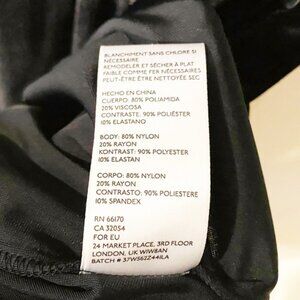 BLANCHIMENT SANS CHLORE SI
NÉCESSAIRE
REMODELER ET SÉCHER À PLAT
FAIBLE COMME FER NÉCESSAIRES
PEUT-ÊTRE ÊTRE NETTOYÉE SEC
HECHO EN CHINA
CUERPO: 80% POLIAMIDA
20% VISCOSA
CONTRASTE: 90% POLIÉSTER
10% ELASTANO
BODY: 80% NYLON
20% RAYON
KONTRAST: 90% POLYESTER
10% ELASTAN
CORPO: 80% NYLON
20% RAYON
CONTRASTO: 90% POLIESTERE
10% SPANDEX
RN 66170
CA 32054
FOR EU
24 MARKET PLACE, 3RD FLOOR
LONDON, UK W1W8AN
BATCH # 37WS62Z44ILA